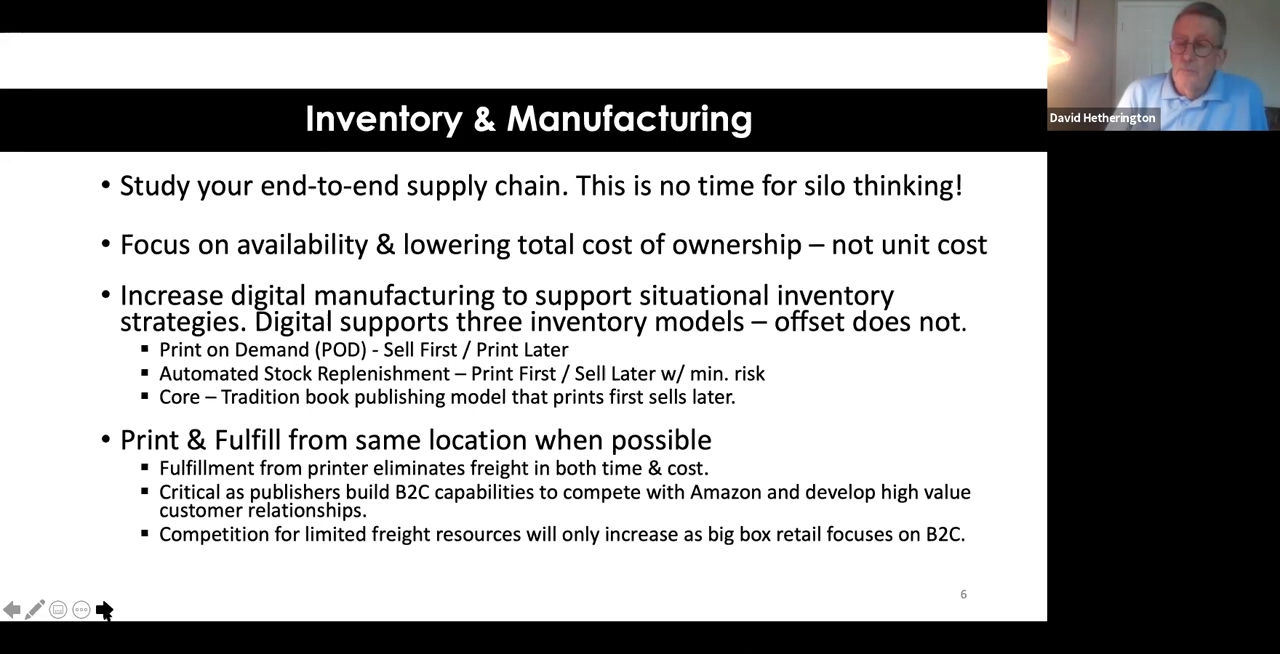 Inventory & Manufacturing
• Study your end-to-end supply chain. This is no time for silo thinking!
• Focus on availability & lowering total cost of ownership – not unit cost
• Increase digital manufacturing to support situational inventory
strategies. Digital supports three inventory models – offset does not.
▪ Print on Demand (POD) - Sell First / Print Later
▪ Automated Stock Replenishment – Print First / Sell Later w/ min. risk
▪ Core – Tradition book publishing model that prints first sells later.
• Print & Fulfill from same location when possible
▪ Fulfillment from printer eliminates freight in both time & cost.
▪ Critical as publishers build B2C capabilities to compete with Amazon and develop high value
customer relationships.
▪ Competition for limited freight resources will only increase as big box retail focuses on B2C.
6
David Hetherington